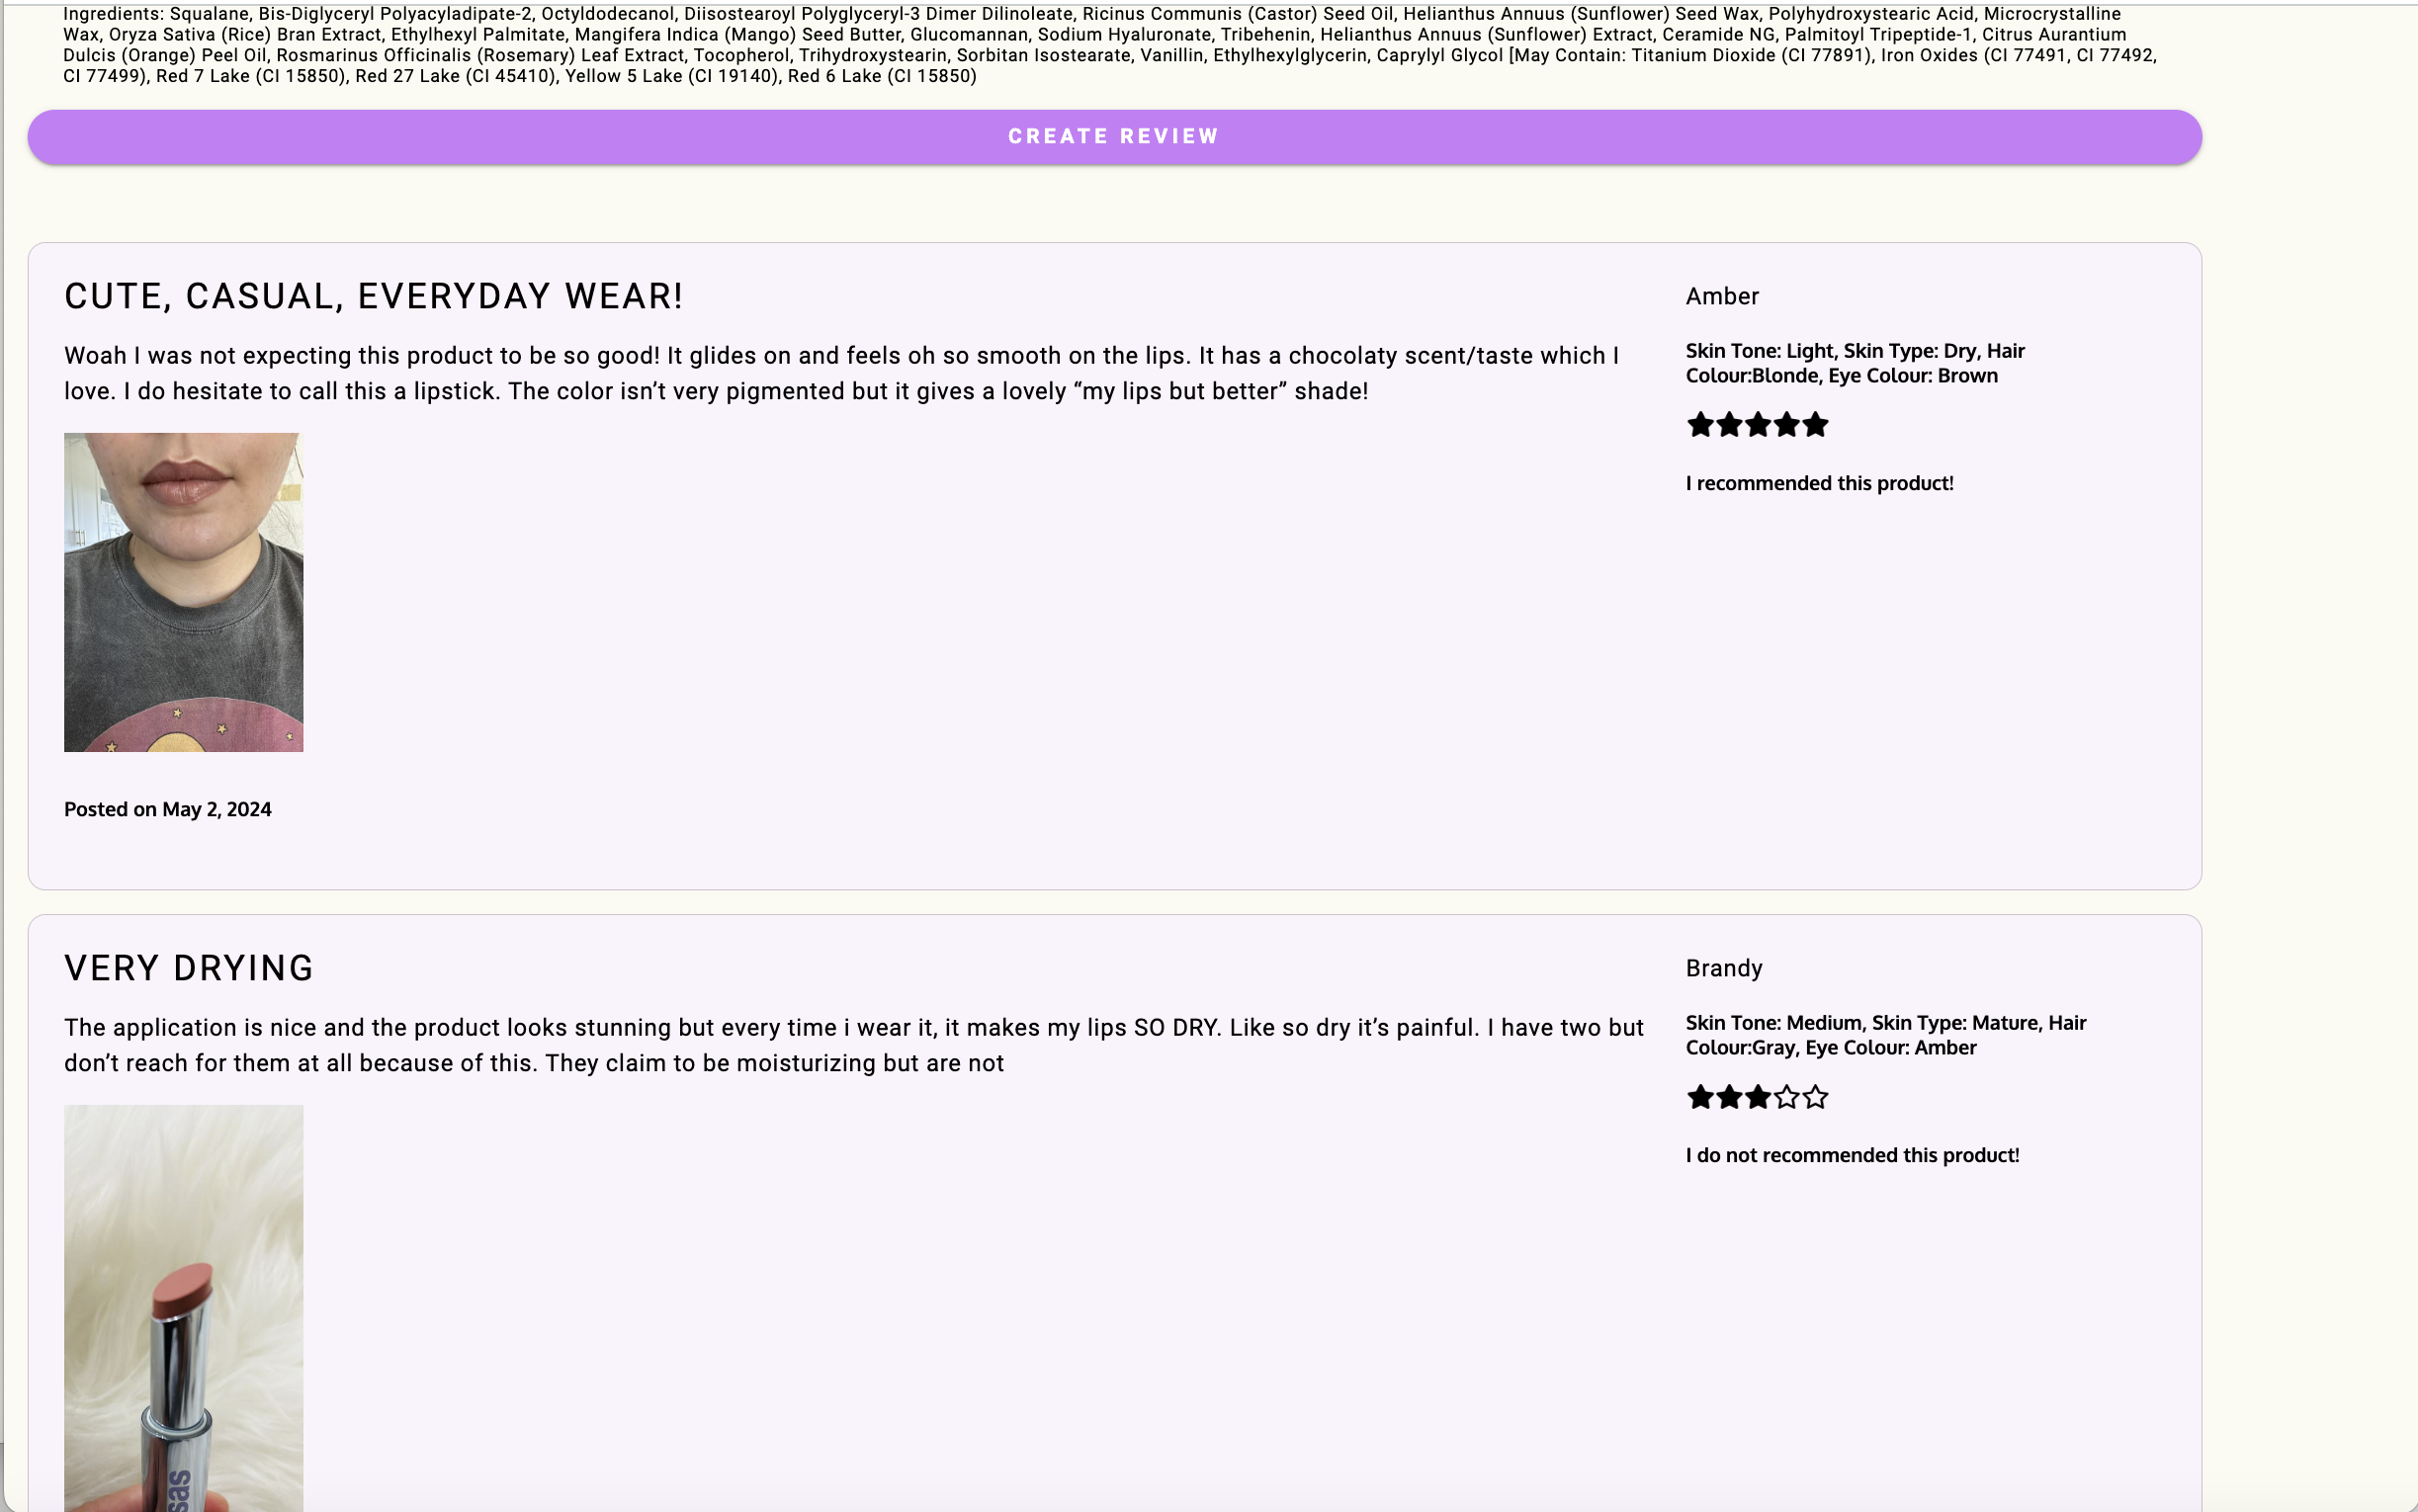 Ingredients: Squalane, Bis-Diglyceryl Polyacyladipate-2, Octyldodecanol, Diisostearoyl Polyglyceryl-3 Dimer Dilinoleate, Ricinus Communis (Castor) Seed Oil, Helianthus Annuus (Sunflower) Seed Wax, Polyhydroxystearic Acid, Microcrystalline
Wax, Oryza Sativa (Rice) Bran Extract, Ethylhexyl Palmitate, Mangifera Indica (Mango) Seed Butter, Glucomannan, Sodium Hyaluronate, Tribehenin, Helianthus Annuus (Sunflower) Extract, Ceramide NG, Palmitoyl Tripeptide-1, Citrus Aurantium
Dulcis (Orange) Peel Oil, Rosmarinus Officinalis (Rosemary) Leaf Extract, Tocopherol, Trihydroxystearin, Sorbitan Isostearate, Vanillin, Ethylhexylglycerin, Caprylyl Glycol [May Contain: Titanium Dioxide (CI 77891), Iron Oxides (CI 77491, CI 77492,
CI 77499), Red 7 Lake (CI 15850), Red 27 Lake (CI 45410), Yellow 5 Lake (CI 19140), Red 6 Lake (CI 15850)
CREATE REVIEW
CUTE, CASUAL, EVERYDAY WEAR!
Woah I was not expecting this product to be so good! It glides on and feels oh so smooth on the lips. It has a chocolaty scent/taste which I
love. I do hesitate to call this a lipstick. The color isn’t very pigmented but it gives a lovely “my lips but better” shade!
Posted on May 2, 2024
Amber
Skin Tone: Light, Skin Type: Dry, Hair
Colour:Blonde, Eye Colour: Brown
I recommended this product!
VERY DRYING
The application is nice and the product looks stunning but every time i wear it, it makes my lips SO DRY. Like so dry it’s painful. I have two but
don’t reach for them at all because of this. They claim to be moisturizing but are not
sas
Brandy
Skin Tone: Medium, Skin Type: Mature, Hair
Colour:Gray, Eye Colour: Amber
I do not recommended this product!